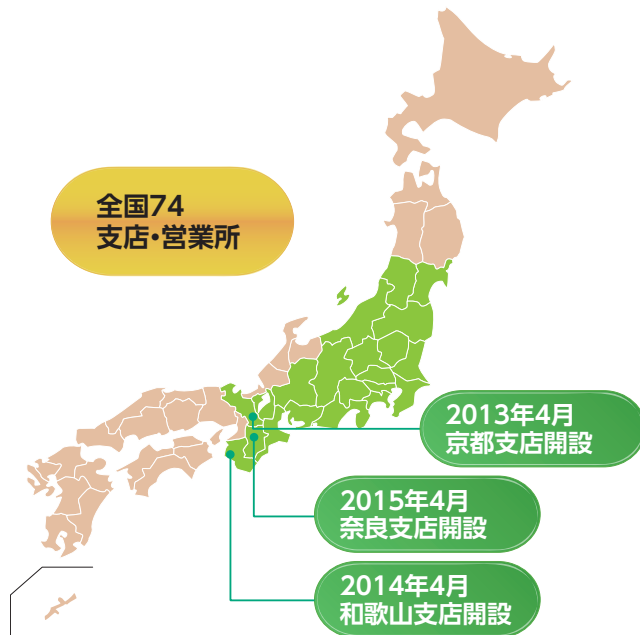 全国74
支店・営業所
2013年4月
京都支店開設
2015年4月
奈良支店開設
2014年4月
和歌山支店開設